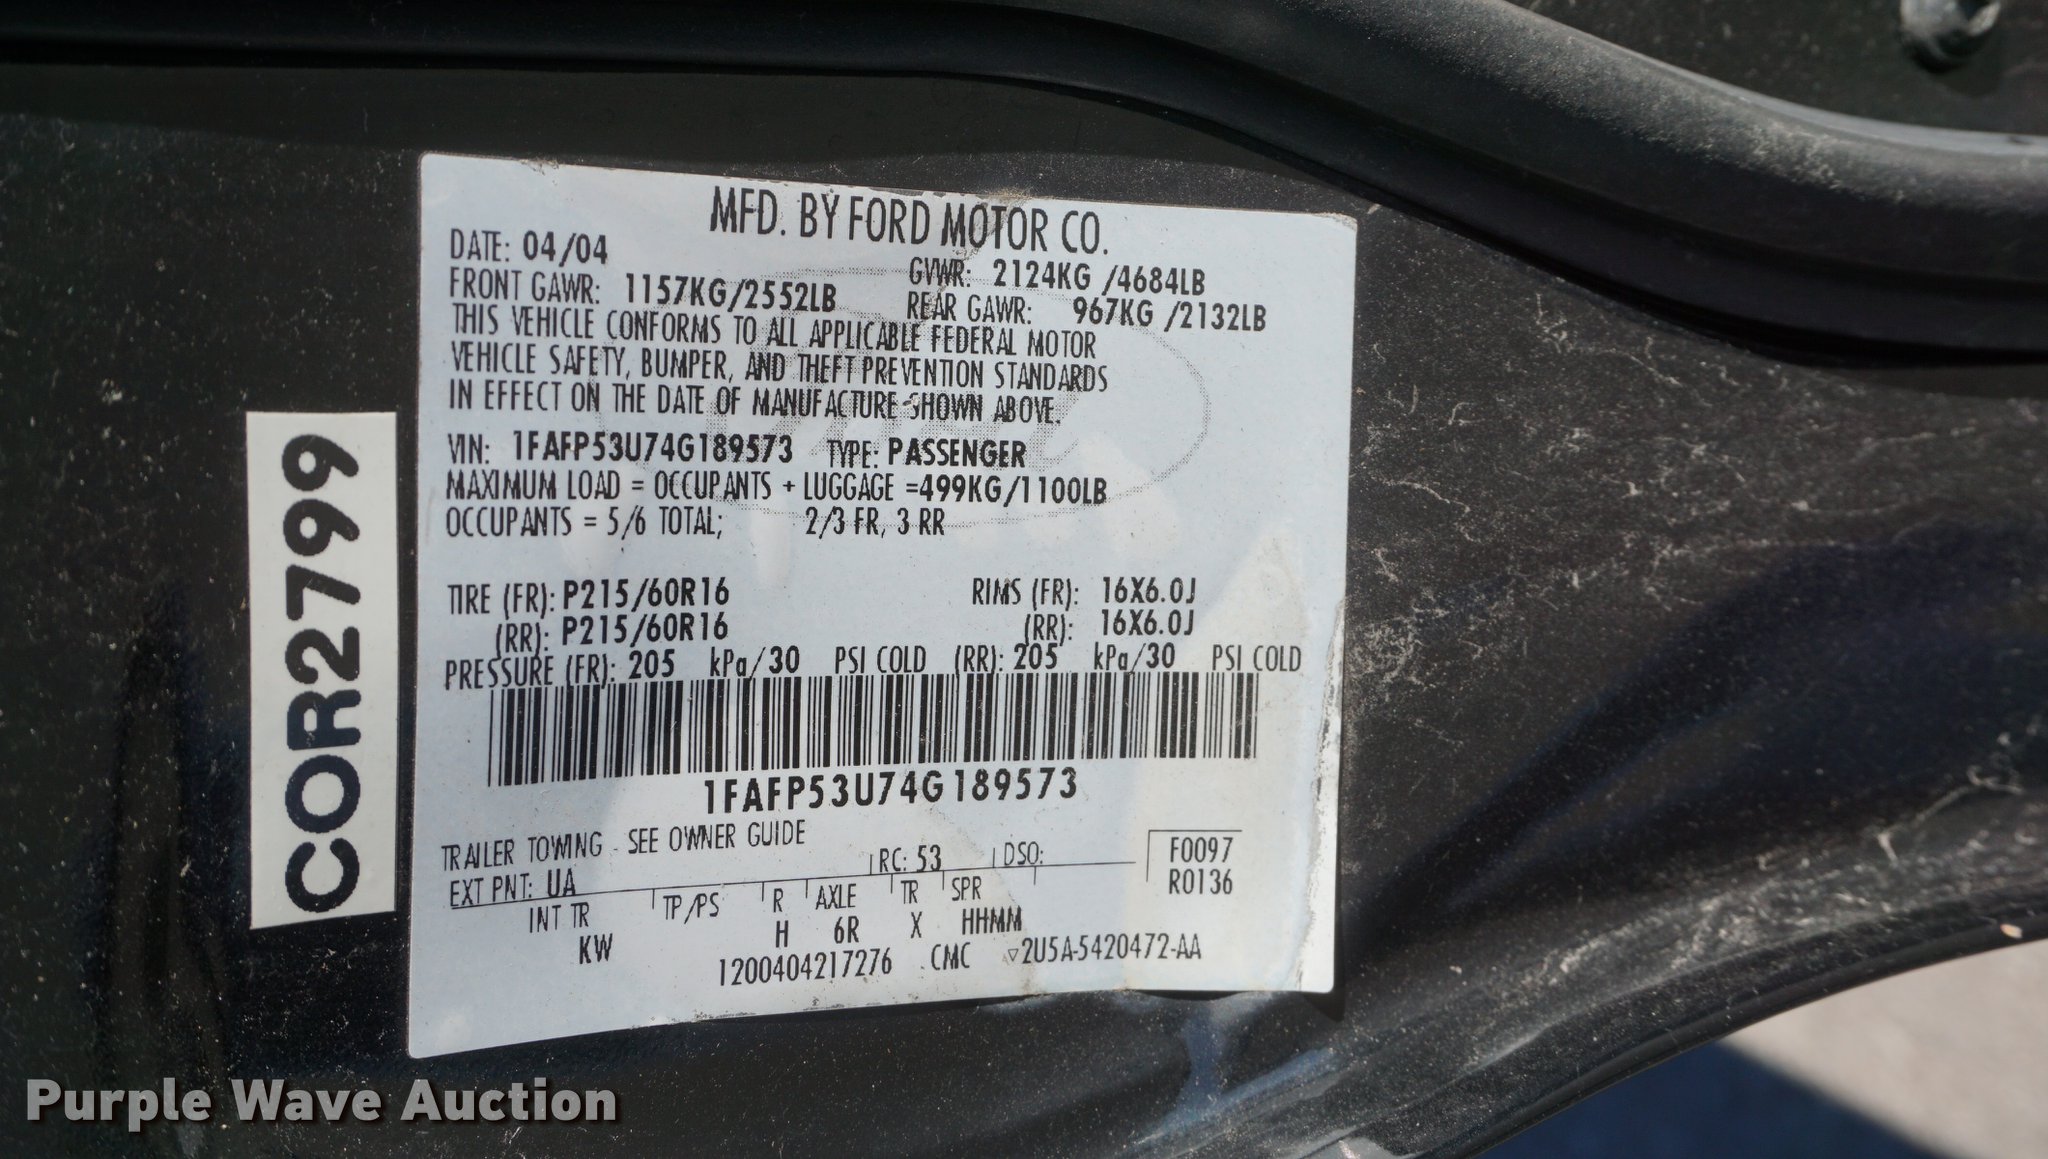 MFD. BY FORD MOTOR CO.
DATE: 04/04
GVWR: 2124KG /4684LB
FRONT GAWR: 1157KG/2552LB
REAR GAWR: 967KG /2132LB
THIS VEHICLE CONFORMS TO ALL APPLICABLE FEDERAL MOTOR
VEHICLE SAFETY, BUMPER, AND THEFT PREVENTION STANDARDS
IN EFFECT ON THE DATE OF MANUFACTURE SHOWN ABOVE.
VIN: 1FAFP53U74G189573 TYPE: PASSENGER
MAXIMUM LOAD = OCCUPANTS + LUGGAGE =499KG/1100LB
OCCUPANTS = 5/6 TOTAL; 2/3 FR, 3 RR
TIRE (FR): P215/60R16 RIMS (FR): 16X6.0J
(RR): P215/60R16 (RR): 16X6.0J
PRESSURE (FR): 205 kPa/30 PSI COLD (RR): 205 kPa/30 PSI COLD
1FAFP53U74G189573
TRAILER TOWING - SEE OWNER GUIDE
EXT PNT: UA RC: 53 DSO:
F0097
R0136
INT TR TP/PS R AXLE TR SPR
KW H 6R X HHMM
1200404217276 CMC ▽2U5A-5420472-AA
COR2799
Purple Wave Auction